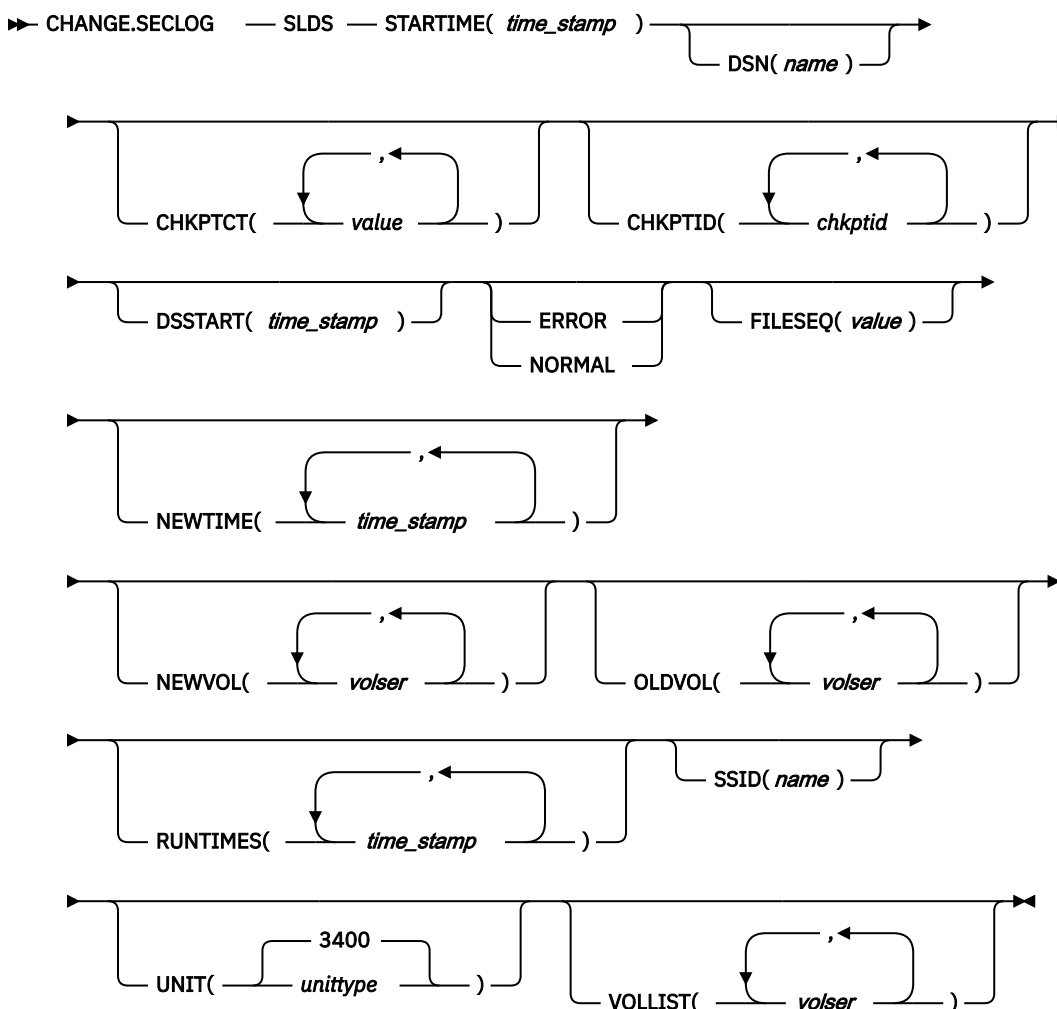 CHANGE.SECLOG SLDS STARTIME( time_stamp )
DSN( name )
,
,
CHKPTCT( value )
CHKPTID( chkptid )
DSSTART( time_stamp )
ERROR
NORMAL
FILESEQ( value )
,
NEWTIME( time_stamp )
,
,
NEWVOL( volser )
OLDVOL( volser )
,
RUNTIMES( time_stamp )
SSID( name )
3400
UNIT( unittype )
,
VOLLIST( volser )